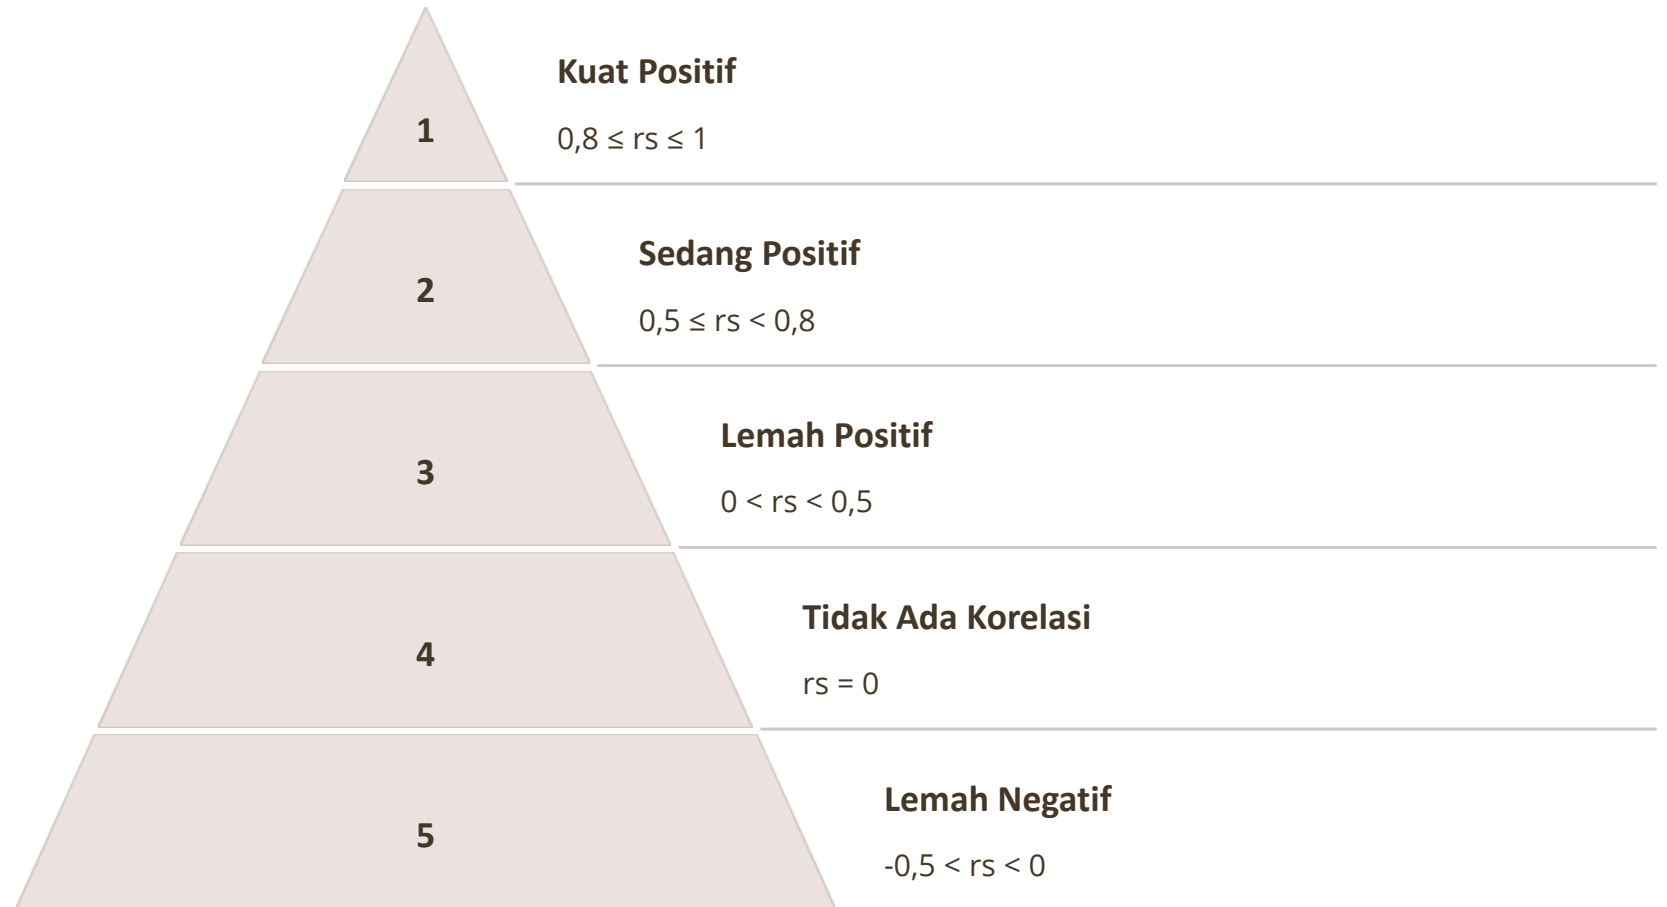 1
Kuat Positif
0,8 ≤ rs ≤ 1
2
Sedang Positif
0,5 ≤ rs < 0,8
3
Lemah Positif
0 < rs < 0,5
4
Tidak Ada Korelasi
rs = 0
5
Lemah Negatif
-0,5 < rs < 0